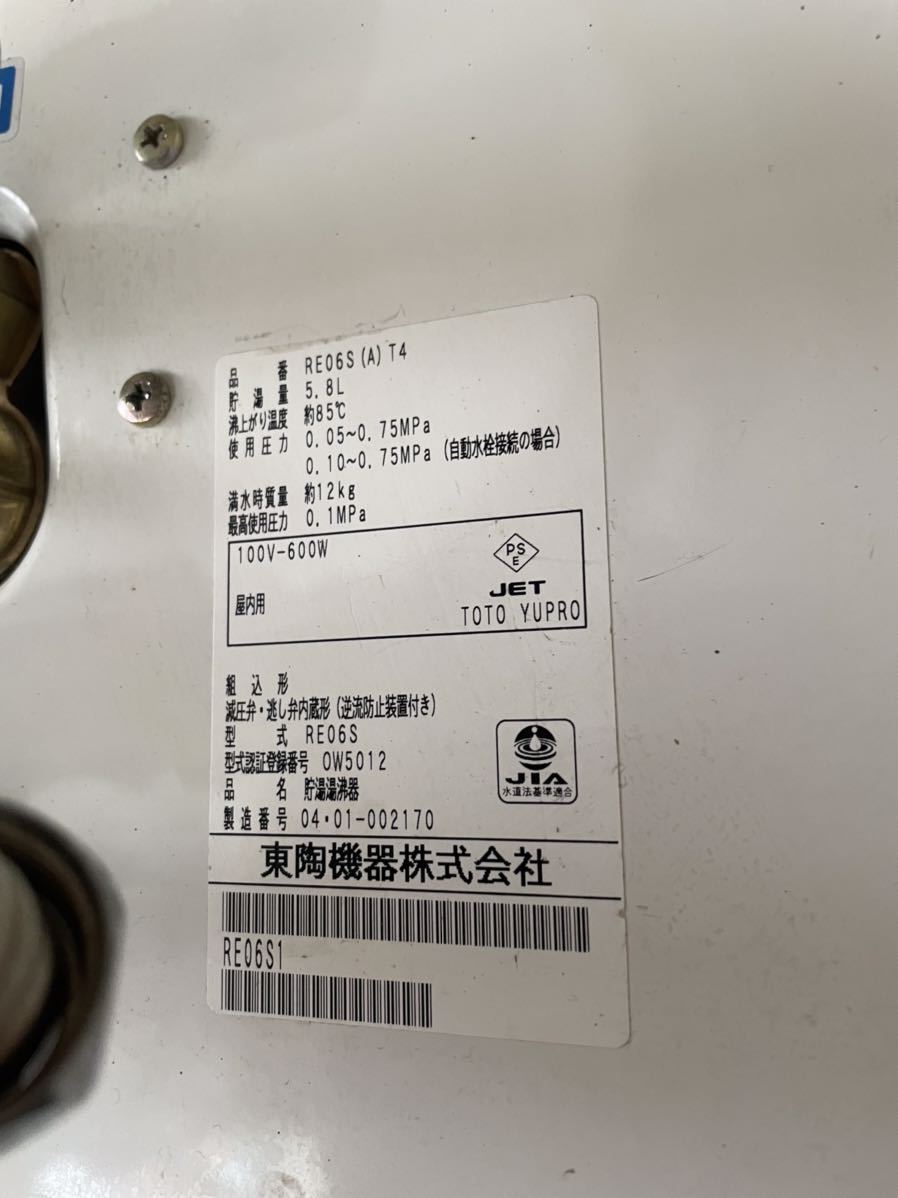 品番 RE06S(A)T4
貯湯量 5.8L
沸上がり温度 約85℃
使用圧力 0.05~0.75MPa
0.10~0.75MPa (自動水栓接続の場合)
満水時質量 約12kg
最高使用圧力 0.1MPa
100V-600W
PS
E
JET
屋内用
TOTO YUPRO
組込形
減圧弁・逃し弁内蔵形(逆流防止装置付き)
型式 RE06S
型式認証登録番号 OW5012
品名 貯湯湯沸器
製造番号 04・01-002170
JIA
水道法基準適合
東陶機器株式会社
RE06S1